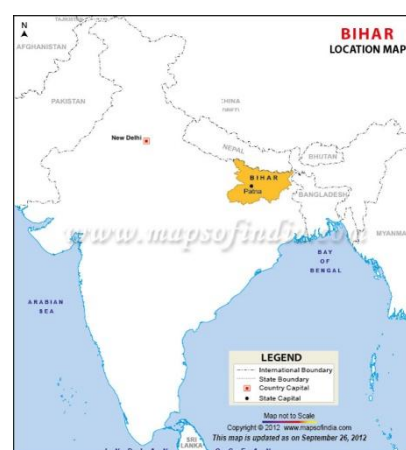 N
BIHAR
LOCATION MAP
AFGHANISTAN
PAKISTAN
CHINA
New Delhi
NEPAL
BHUTAN
BIHAR
Patna
BANGLADESH
www.mapsofindia.com
MYANMA
BAY
OF
BENGAL
ARABIAN
SEA
LEGEND
International Boundary
State Boundary
Country Capital
State Capital
Map not to Scale
Copyright © 2012 www.mapsofindia.com
This map is updated as on September 26, 2012
SRI
LANKA